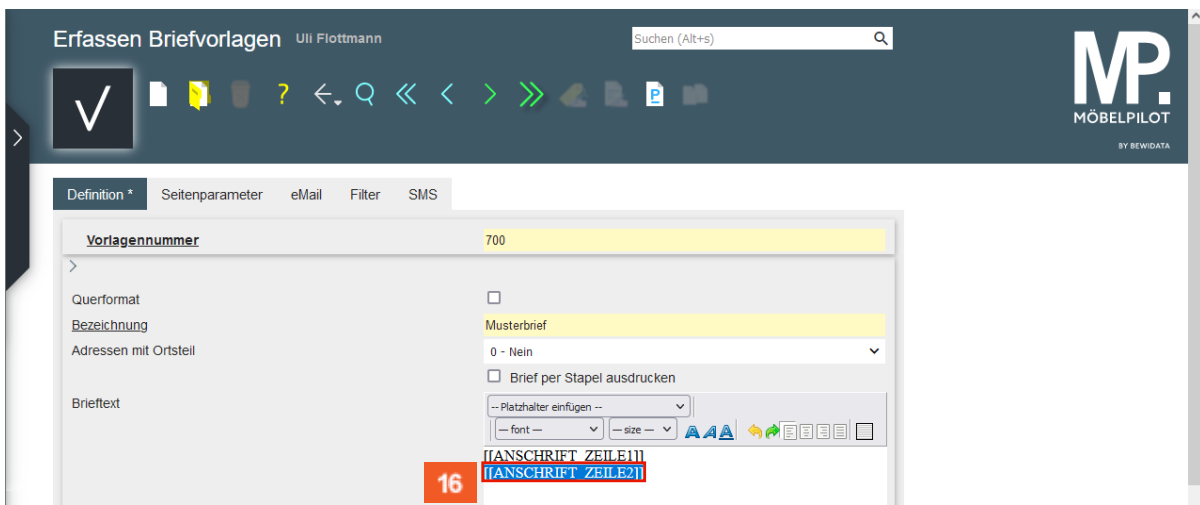 Erfassen Briefvorlagen Uli Flottmann
Suchen (Alt+s)
MP.
MÖBELPILOT
BY BEWIDATA
Definition * Seitenparameter eMail Filter SMS
Vorlagennummer 700
Querformat
Bezeichnung Musterbrief
Adressen mit Ortsteil 0 - Nein
Brief per Stapel ausdrucken
Brieftext -- Platzhalter einfügen --
— font — — size — A A A
[[ANSCHRIFT_ZEILE1]]
[[ANSCHRIFT_ZEILE2]]
16